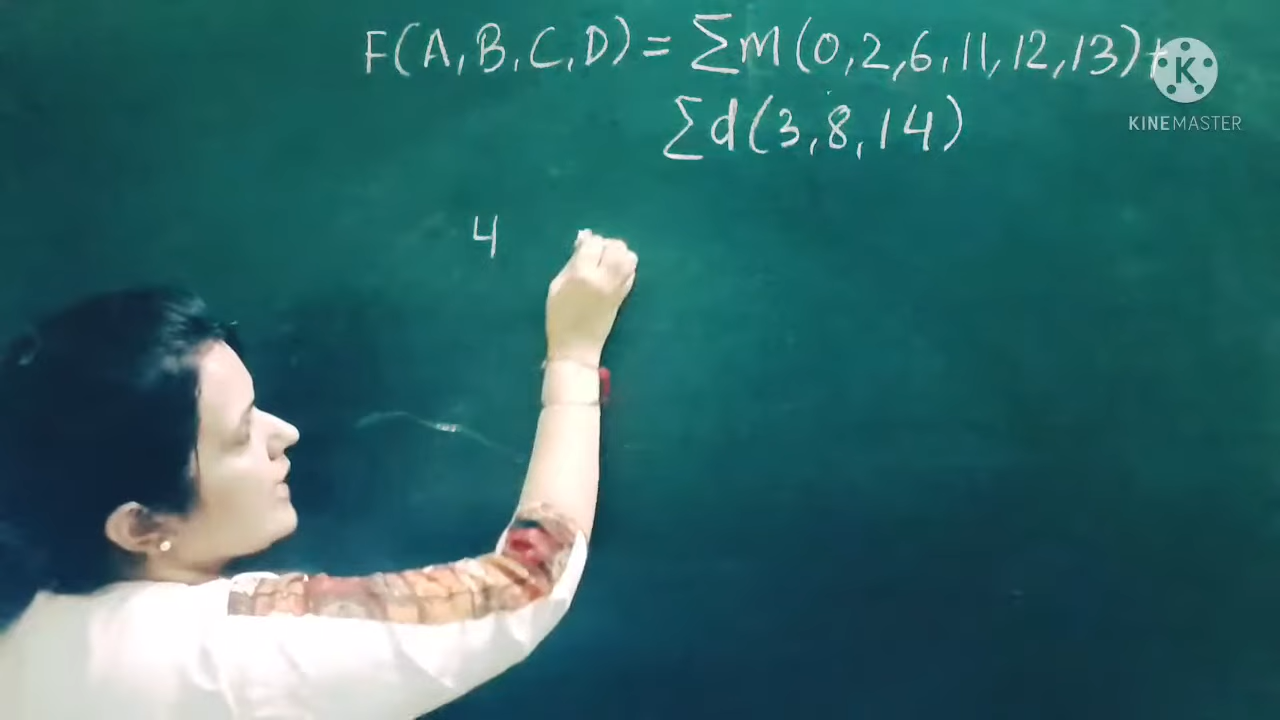 F(A,B,C,D) = ∑m(0,2,6,11,12,13)+
∑d(3,8,14)
4
K
KINEMASTER